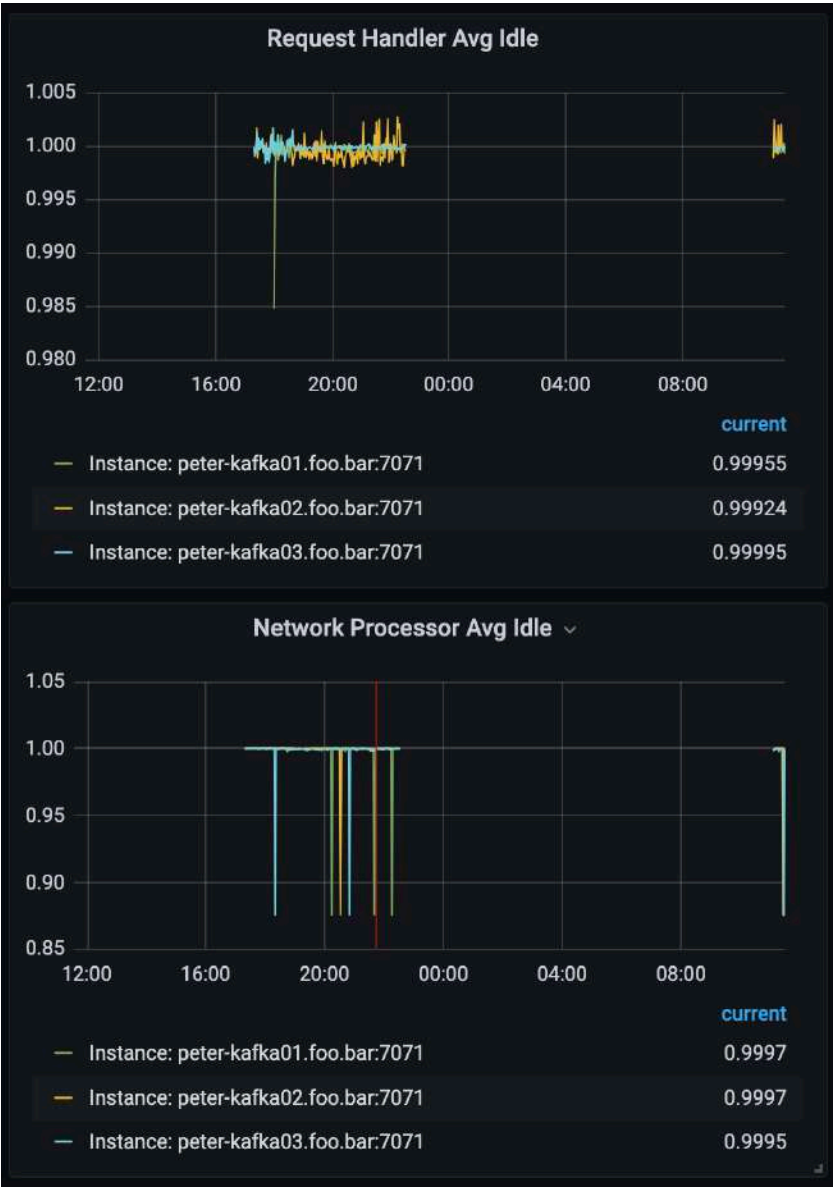 Request Handler Avg Idle
1.005
1.000
0.995
0.990
0.985
0.980
12:00 16:00 20:00 00:00 04:00 08:00
current
Instance: peter-kafka01.foo.bar:7071 0.99955
Instance: peter-kafka02.foo.bar:7071 0.99924
Instance: peter-kafka03.foo.bar:7071 0.99995
Network Processor Avg Idle
1.05
1.00
0.95
0.90
0.85
12:00 16:00 20:00 00:00 04:00 08:00
current
Instance: peter-kafka01.foo.bar:7071 0.9997
Instance: peter-kafka02.foo.bar:7071 0.9997
Instance: peter-kafka03.foo.bar:7071 0.9995